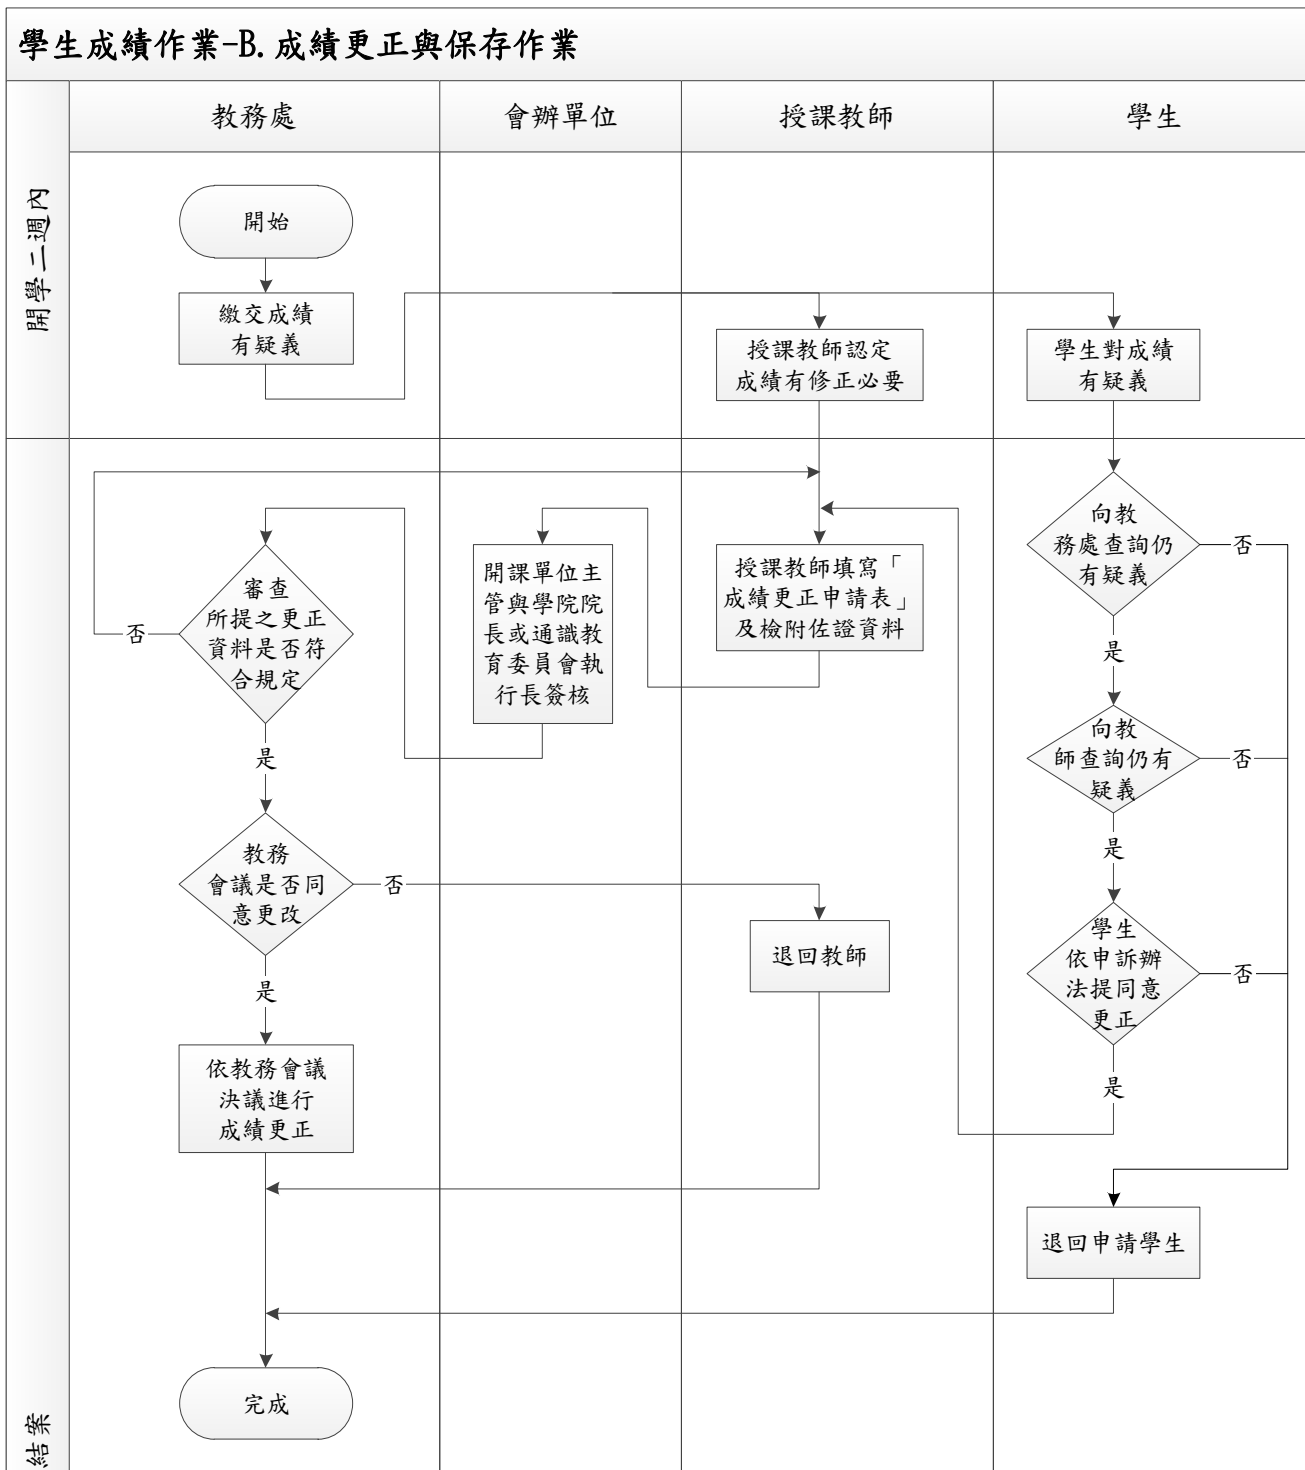 學生成績作業-B.成績更正與保存作業
教務處
會辦單位
授課教師
學生
開學二週內
開始
繳交成績
有疑義
授課教師認定
成績有修正必要
學生對成績
有疑義
向教
務處查詢仍
有疑義
否
是
審查
所提之更正
資料是否符
合規定
否
是
開課單位主
管與學院院
長或通識教
育委員會執
行長簽核
授課教師填寫「
成績更正申請表」
及檢附佐證資料
向教
師查詢仍有
疑義
否
是
教務
會議是否同
意更改
否
是
退回教師
學生
依申訴辦
法提同意
更正
否
是
依教務會議
決議進行
成績更正
退回申請學生
完成
結案